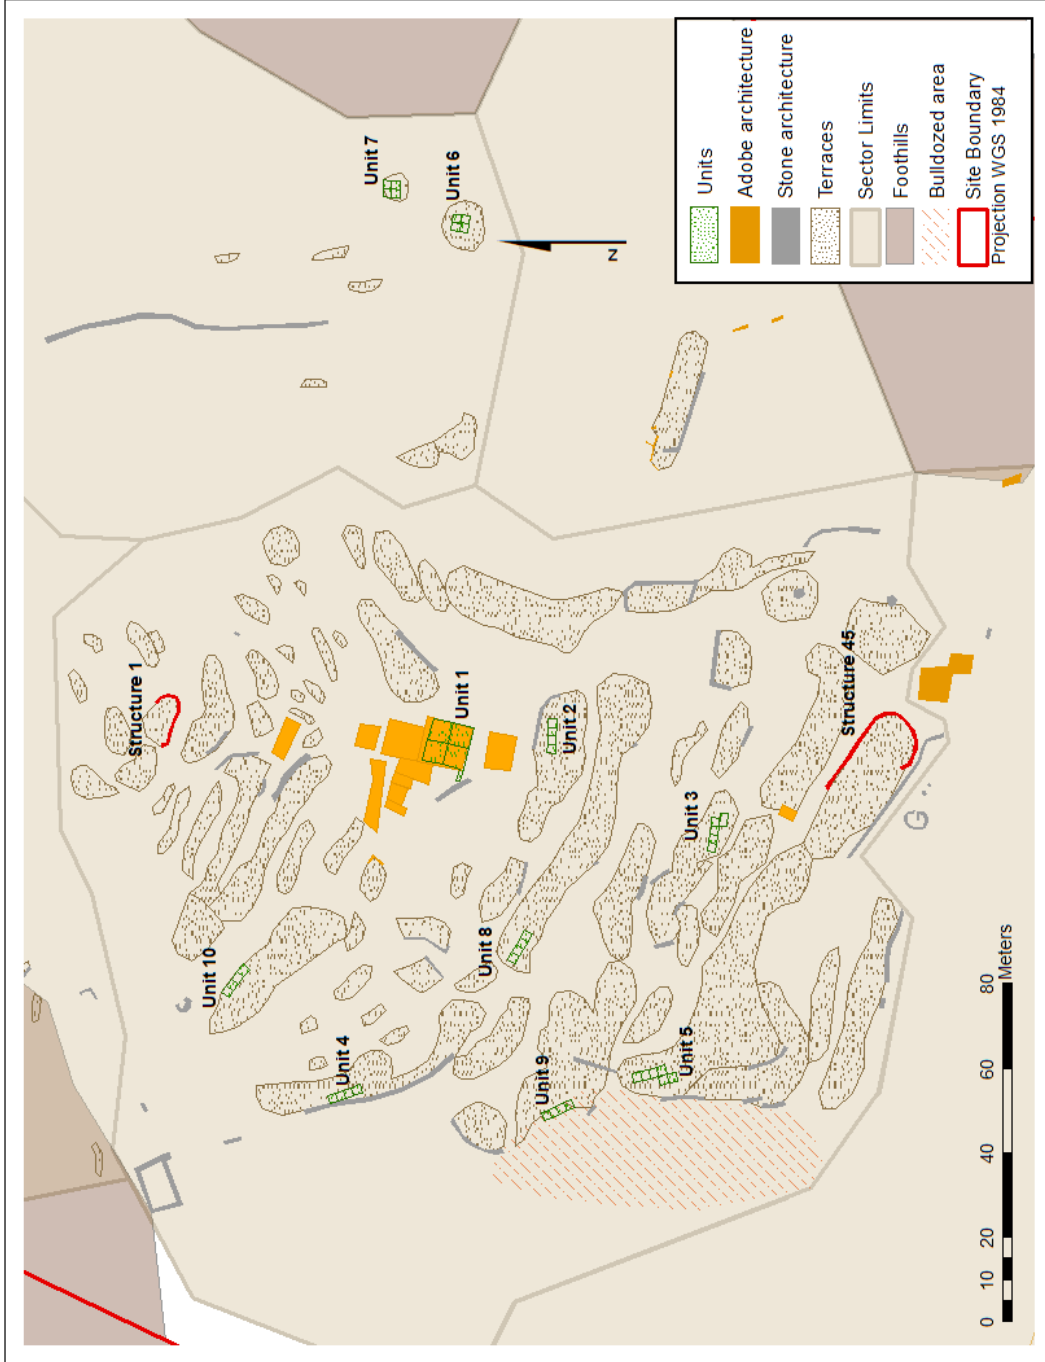 Structure 1
Unit 10
Unit 4
Unit 1
Unit 2
Unit 8
Unit 9
Unit 3
Unit 5
Structure 45
Unit 7
Unit 6
N
Units
Adobe architecture
Stone architecture
Terraces
Sector Limits
Foothills
Bulldozed area
Site Boundary
Projection WGS 1984
0 10 20 40 60 80
Meters